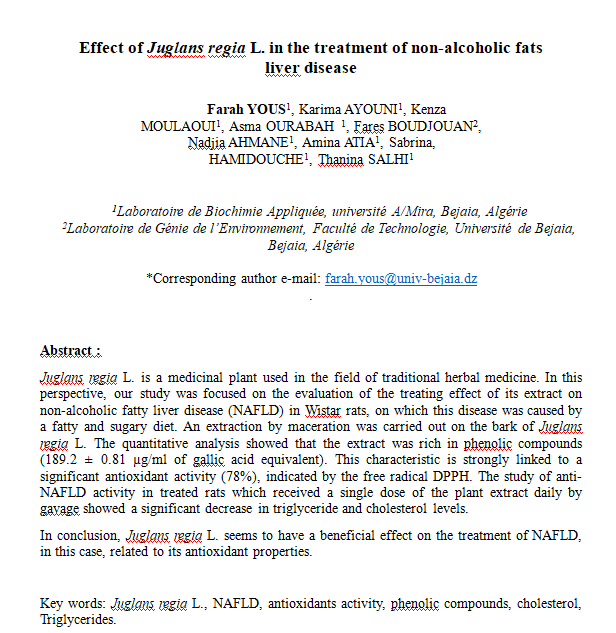 Effect of Juglans regia L. in the treatment of non-alcoholic fats
liver disease
Farah YOUS¹, Karima AYOUNI¹, Kenza
MOULAOUI¹, Asma OURABAH ¹, Fares BOUDJOUAN²,
Nadjia AHMANE¹, Amina ATIA¹, Sabrina,
HAMIDOUCHE¹, Thanina SALHI¹
¹Laboratoire de Biochimie Appliquée, université A/Mira, Bejaia, Algérie
²Laboratoire de Génie de l'Environnement, Faculté de Technologie, Université de Bejaia,
Bejaia, Algérie
*Corresponding author e-mail: farah.yous@univ-bejaia.dz
.
Abstract :
Juglans regia L. is a medicinal plant used in the field of traditional herbal medicine. In this
perspective, our study was focused on the evaluation of the treating effect of its extract on
non-alcoholic fatty liver disease (NAFLD) in Wistar rats, on which this disease was caused by
a fatty and sugary diet. An extraction by maceration was carried out on the bark of Juglans
regia L. The quantitative analysis showed that the extract was rich in phenolic compounds
(189.2 ± 0.81 µg/ml of gallic acid equivalent). This characteristic is strongly linked to a
significant antioxidant activity (78%), indicated by the free radical DPPH. The study of anti-
NAFLD activity in treated rats which received a single dose of the plant extract daily by
gavage showed a significant decrease in triglyceride and cholesterol levels.
In conclusion, Juglans regia L. seems to have a beneficial effect on the treatment of NAFLD,
in this case, related to its antioxidant properties.
Key words: Juglans regia L., NAFLD, antioxidants activity, phenolic compounds, cholesterol,
Triglycerides.